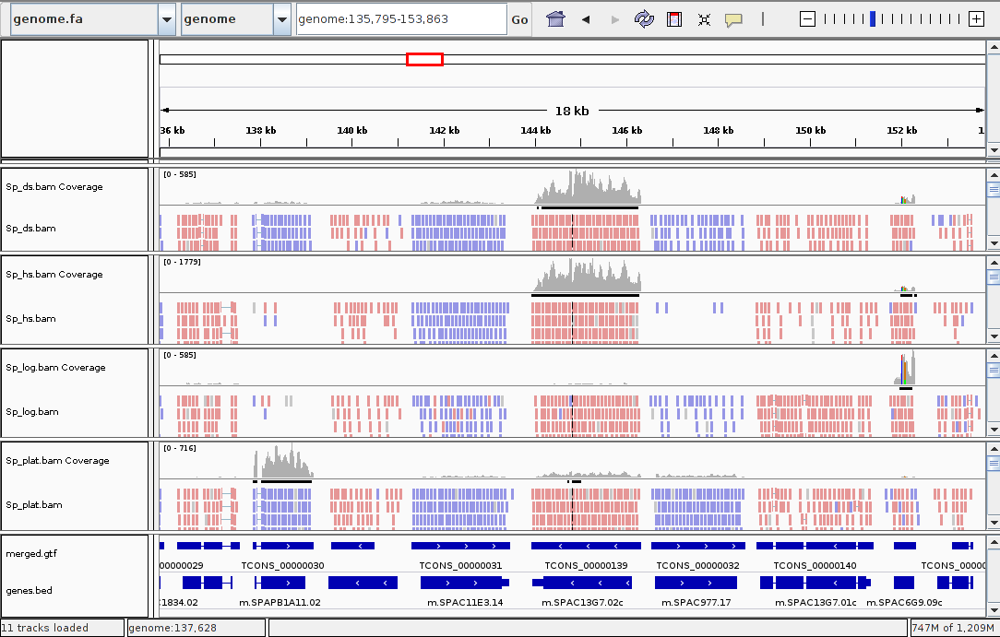 genome.fa genome genome:135,795-153,863 Go
18 kb
36 kb 138 kb 140 kb 142 kb 144 kb 146 kb 148 kb 150 kb 152 kb 1
Sp_ds.bam Coverage [0 - 585]
Sp_ds.bam
Sp_hs.bam Coverage [0 - 1779]
Sp_hs.bam
Sp_log.bam Coverage [0 - 585]
Sp_log.bam
Sp_plat.bam Coverage [0 - 716]
Sp_plat.bam
merged.gtf
00000029 TCONS_00000030 TCONS_00000031 TCONS_00000139 TCONS_00000032 TCONS_00000140 TCONS_0000
genes.bed
:1834.02 m.SPAPB1A11.02 m.SPAC11E3.14 m.SPAC13G7.02c m.SPAC977.17 m.SPAC13G7.01c m.SPAC6G9.09c
11 tracks loaded genome:137,628 747M of 1,209M